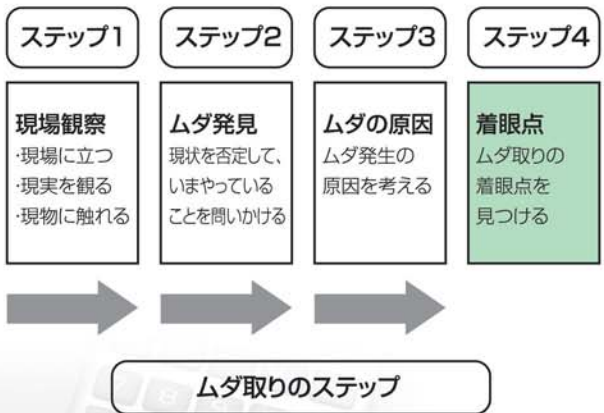 ステップ1
ステップ2
ステップ3
ステップ4
現場観察
・現場に立つ
・現実を観る
・現物に触れる
ムダ発見
現状を否定して、
いまやっている
ことを問いかける
ムダの原因
ムダ発生の
原因を考える
着眼点
ムダ取りの
着眼点を
見つける
ムダ取りのステップ